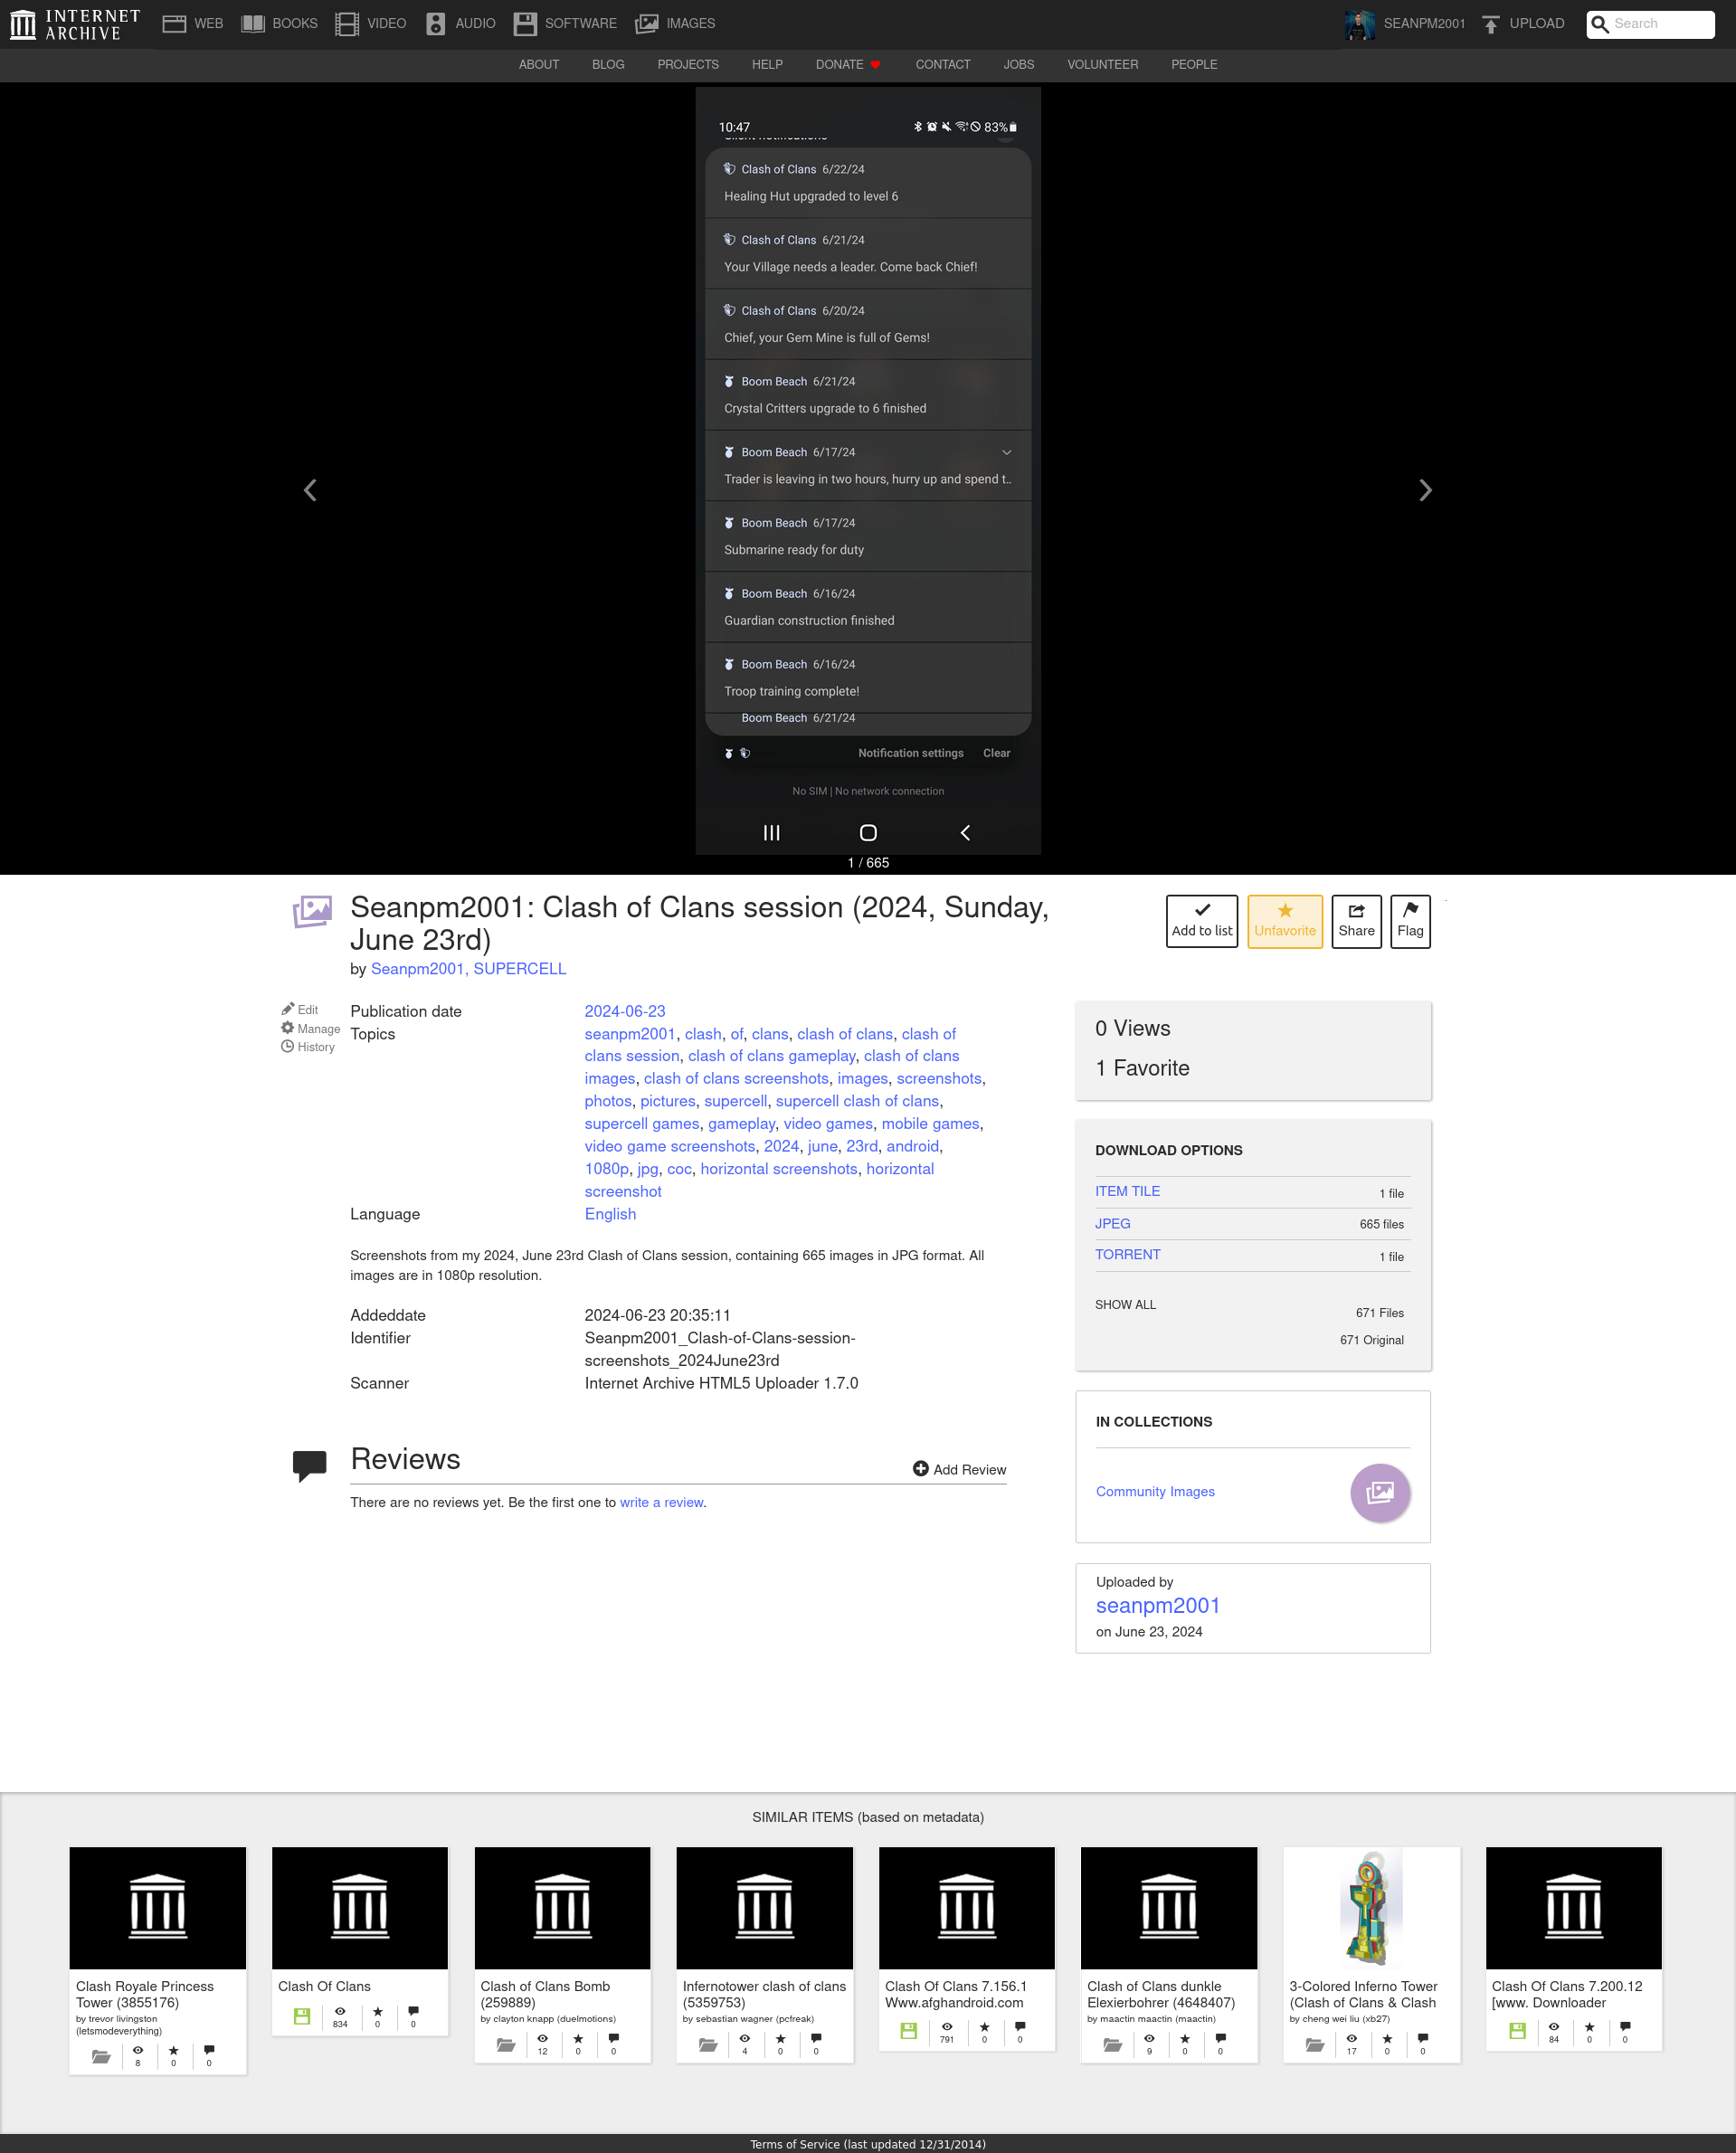 INTERNET ARCHIVE
WEB BOOKS VIDEO AUDIO SOFTWARE IMAGES SEANPM2001 UPLOAD Search
ABOUT BLOG PROJECTS HELP DONATE CONTACT JOBS VOLUNTEER PEOPLE
10:47 83%
Silent notifications
Clash of Clans 6/22/24
Healing Hut upgraded to level 6
Clash of Clans 6/21/24
Your Village needs a leader. Come back Chief!
Clash of Clans 6/20/24
Chief, your Gem Mine is full of Gems!
Boom Beach 6/21/24
Crystal Critters upgrade to 6 finished
Boom Beach 6/17/24
Trader is leaving in two hours, hurry up and spend t..
Boom Beach 6/17/24
Submarine ready for duty
Boom Beach 6/16/24
Guardian construction finished
Boom Beach 6/16/24
Troop training complete!
Boom Beach 6/21/24
Notification settings Clear
No SIM | No network connection
1 / 665
Seanpm2001: Clash of Clans session (2024, Sunday,
June 23rd)
by Seanpm2001, SUPERCELL
Add to list Unfavorite Share Flag
Edit
Manage
History
Publication date 2024-06-23
Topics seanpm2001, clash, of, clans, clash of clans, clash of
clans session, clash of clans gameplay, clash of clans
images, clash of clans screenshots, images, screenshots,
photos, pictures, supercell, supercell clash of clans,
supercell games, gameplay, video games, mobile games,
video game screenshots, 2024, june, 23rd, android,
1080p, jpg, coc, horizontal screenshots, horizontal
screenshot
Language English
Screenshots from my 2024, June 23rd Clash of Clans session, containing 665 images in JPG format. All
images are in 1080p resolution.
Addeddate 2024-06-23 20:35:11
Identifier Seanpm2001_Clash-of-Clans-session-
screenshots_2024June23rd
Scanner Internet Archive HTML5 Uploader 1.7.0
Reviews
Add Review
There are no reviews yet. Be the first one to write a review.
0 Views
1 Favorite
DOWNLOAD OPTIONS
ITEM TILE 1 file
JPEG 665 files
TORRENT 1 file
SHOW ALL 671 Files
671 Original
IN COLLECTIONS
Community Images
Uploaded by
seanpm2001
on June 23, 2024
SIMILAR ITEMS (based on metadata)
Clash Royale Princess
Tower (3855176)
by trevor livingston
(letsmodeverything)
8 0 0
Clash Of Clans
834 0 0
Clash of Clans Bomb
(259889)
by clayton knapp (duelmotions)
12 0 0
Infernotower clash of clans
(5359753)
by sebastian wagner (pcfreak)
4 0 0
Clash Of Clans 7.156.1
Www.afghandroid.com
791 0 0
Clash of Clans dunkle
Elexierbohrer (4648407)
by maactin maactin (maactin)
9 0 0
3-Colored Inferno Tower
(Clash of Clans & Clash
by cheng wei liu (xb27)
17 0 0
Clash Of Clans 7.200.12
[www. Downloader
84 0 0
Terms of Service (last updated 12/31/2014)